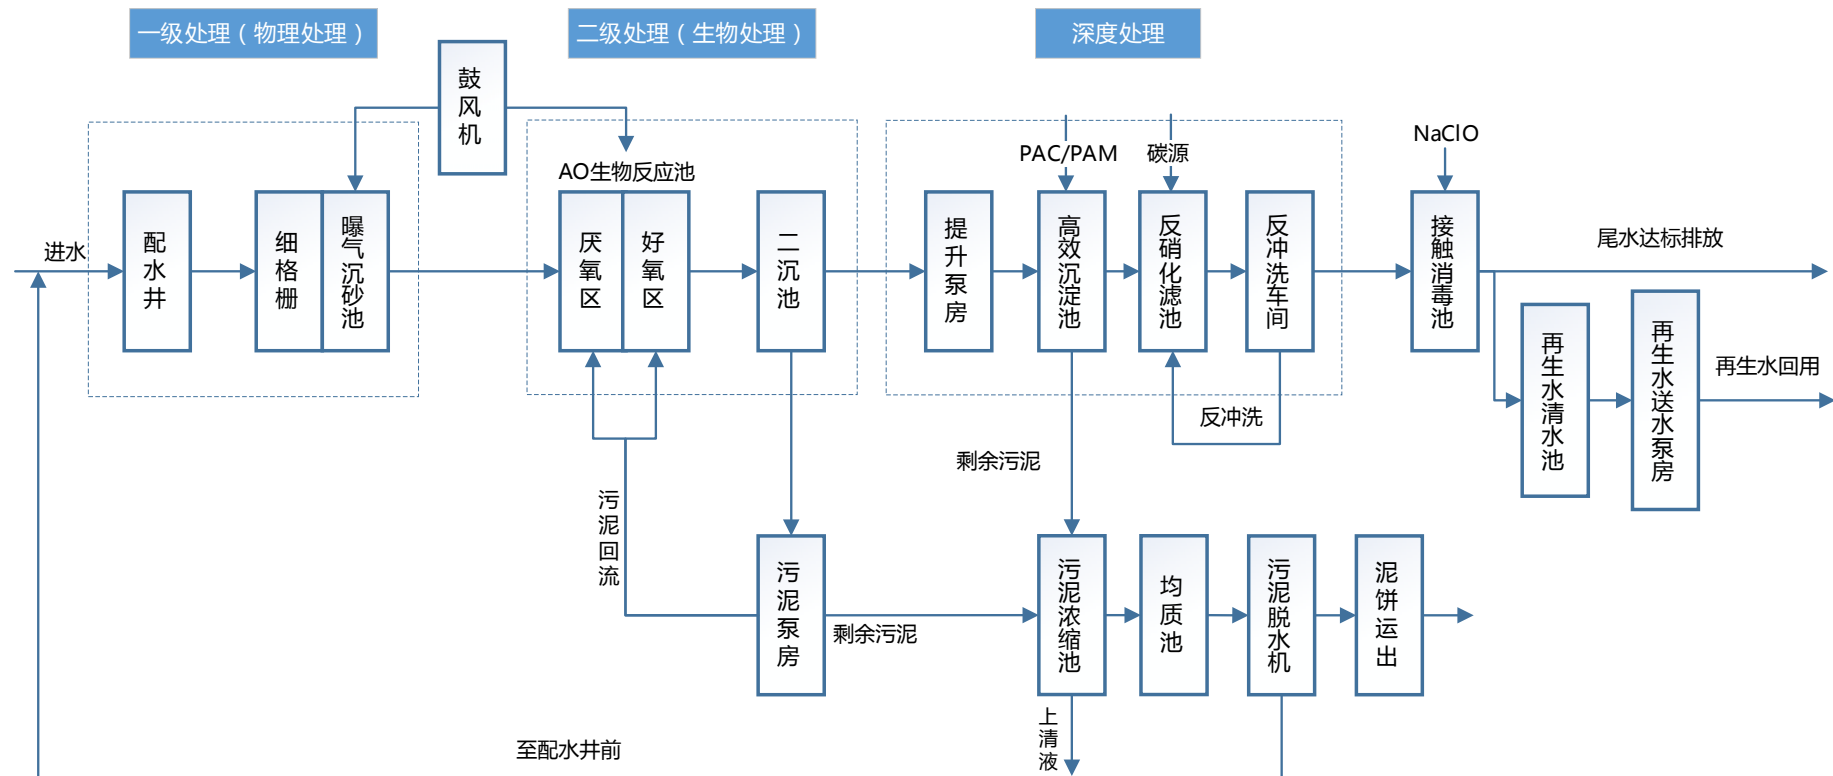 一级处理（物理处理）
二级处理（生物处理）
深度处理
鼓风机
NaClO
PAC/PAM
碳源
AO生物反应池
进水
配水井
细格栅
曝气沉砂池
厌氧区
好氧区
二沉池
提升泵房
高效沉淀池
反硝化滤池
反冲洗车间
接触消毒池
尾水达标排放
再生水清水池
再生水送水泵房
再生水回用
反冲洗
剩余污泥
污泥回流
污泥泵房
剩余污泥
污泥浓缩池
均质池
污泥脱水机
泥饼运出
上清液
至配水井前